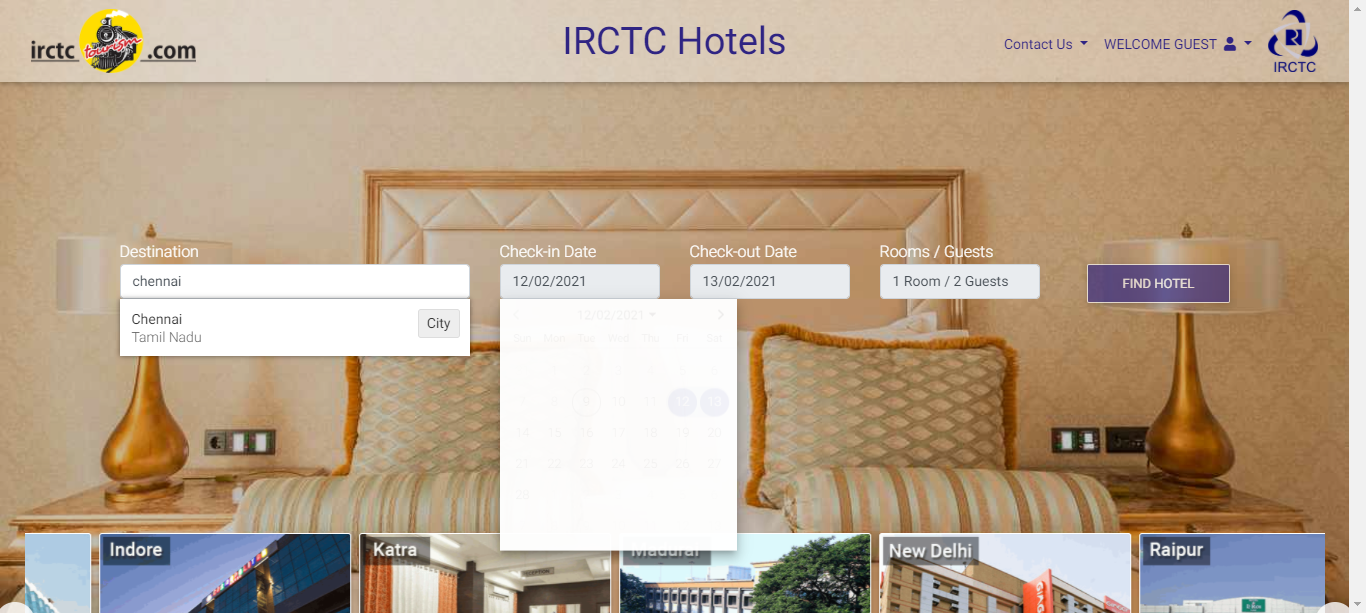 irctc tourism .com
IRCTC Hotels
Contact Us
WELCOME GUEST
IRCTC
Destination
Check-in Date
Check-out Date
Rooms / Guests
chennai
12/02/2021
13/02/2021
1 Room / 2 Guests
FIND HOTEL
Chennai
Tamil Nadu
City
12/02/2021
Sun Mon Tue Wed Thu Fri Sat
1 2 3 4 5 6
7 8 9 10 11 12 13
14 15 16 17 18 19 20
21 22 23 24 25 26 27
28
Indore
Katra
Madurai
New Delhi
Raipur